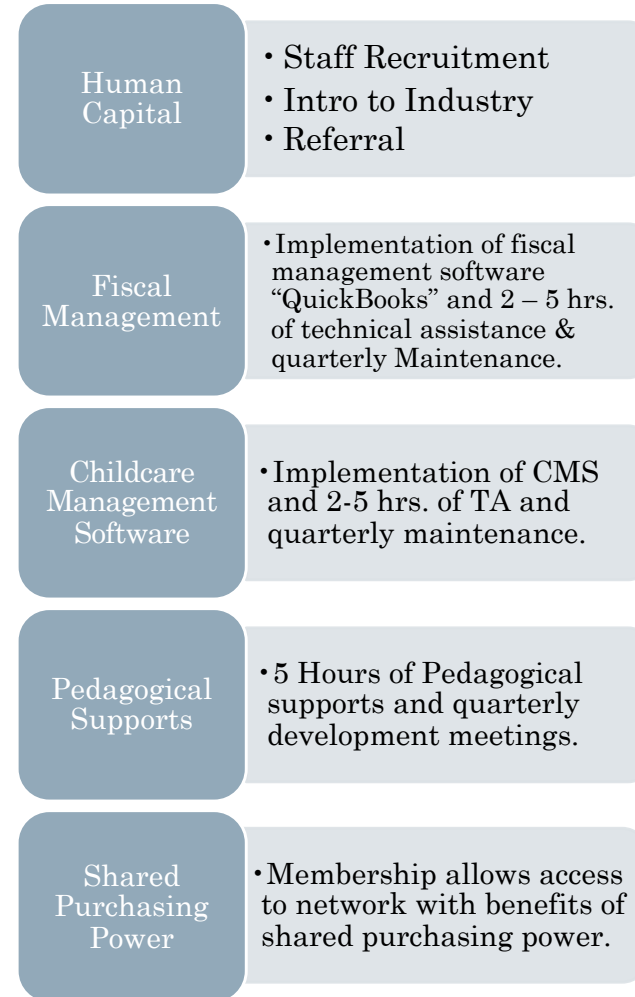 Human
Capital
• Staff Recruitment
• Intro to Industry
• Referral
Fiscal
Management
• Implementation of fiscal
management software
“QuickBooks” and 2 – 5 hrs.
of technical assistance &
quarterly Maintenance.
Childcare
Management
Software
• Implementation of CMS
and 2-5 hrs. of TA and
quarterly maintenance.
Pedagogical
Supports
• 5 Hours of Pedagogical
supports and quarterly
development meetings.
Shared
Purchasing
Power
• Membership allows access
to network with benefits of
shared purchasing power.